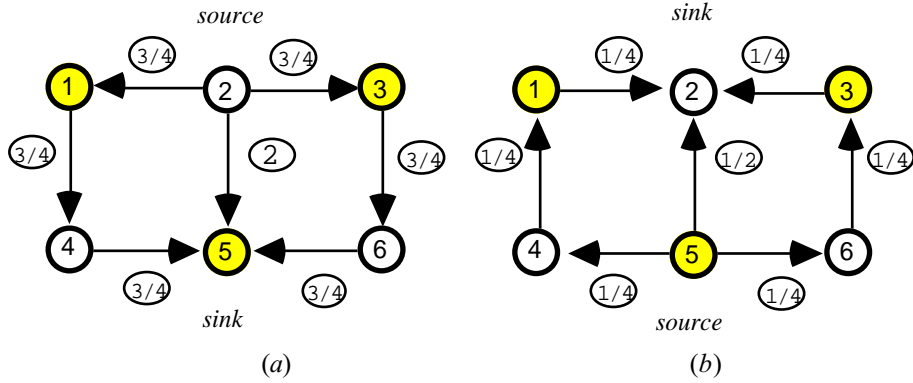 source
sink
3/4 3/4 1/4 1/4
1 2 3 1 2 3
3/4 2 3/4 1/4 1/2 1/4
4 5 6 4 5 6
3/4 3/4 1/4 1/4
sink
source
(a) (b)